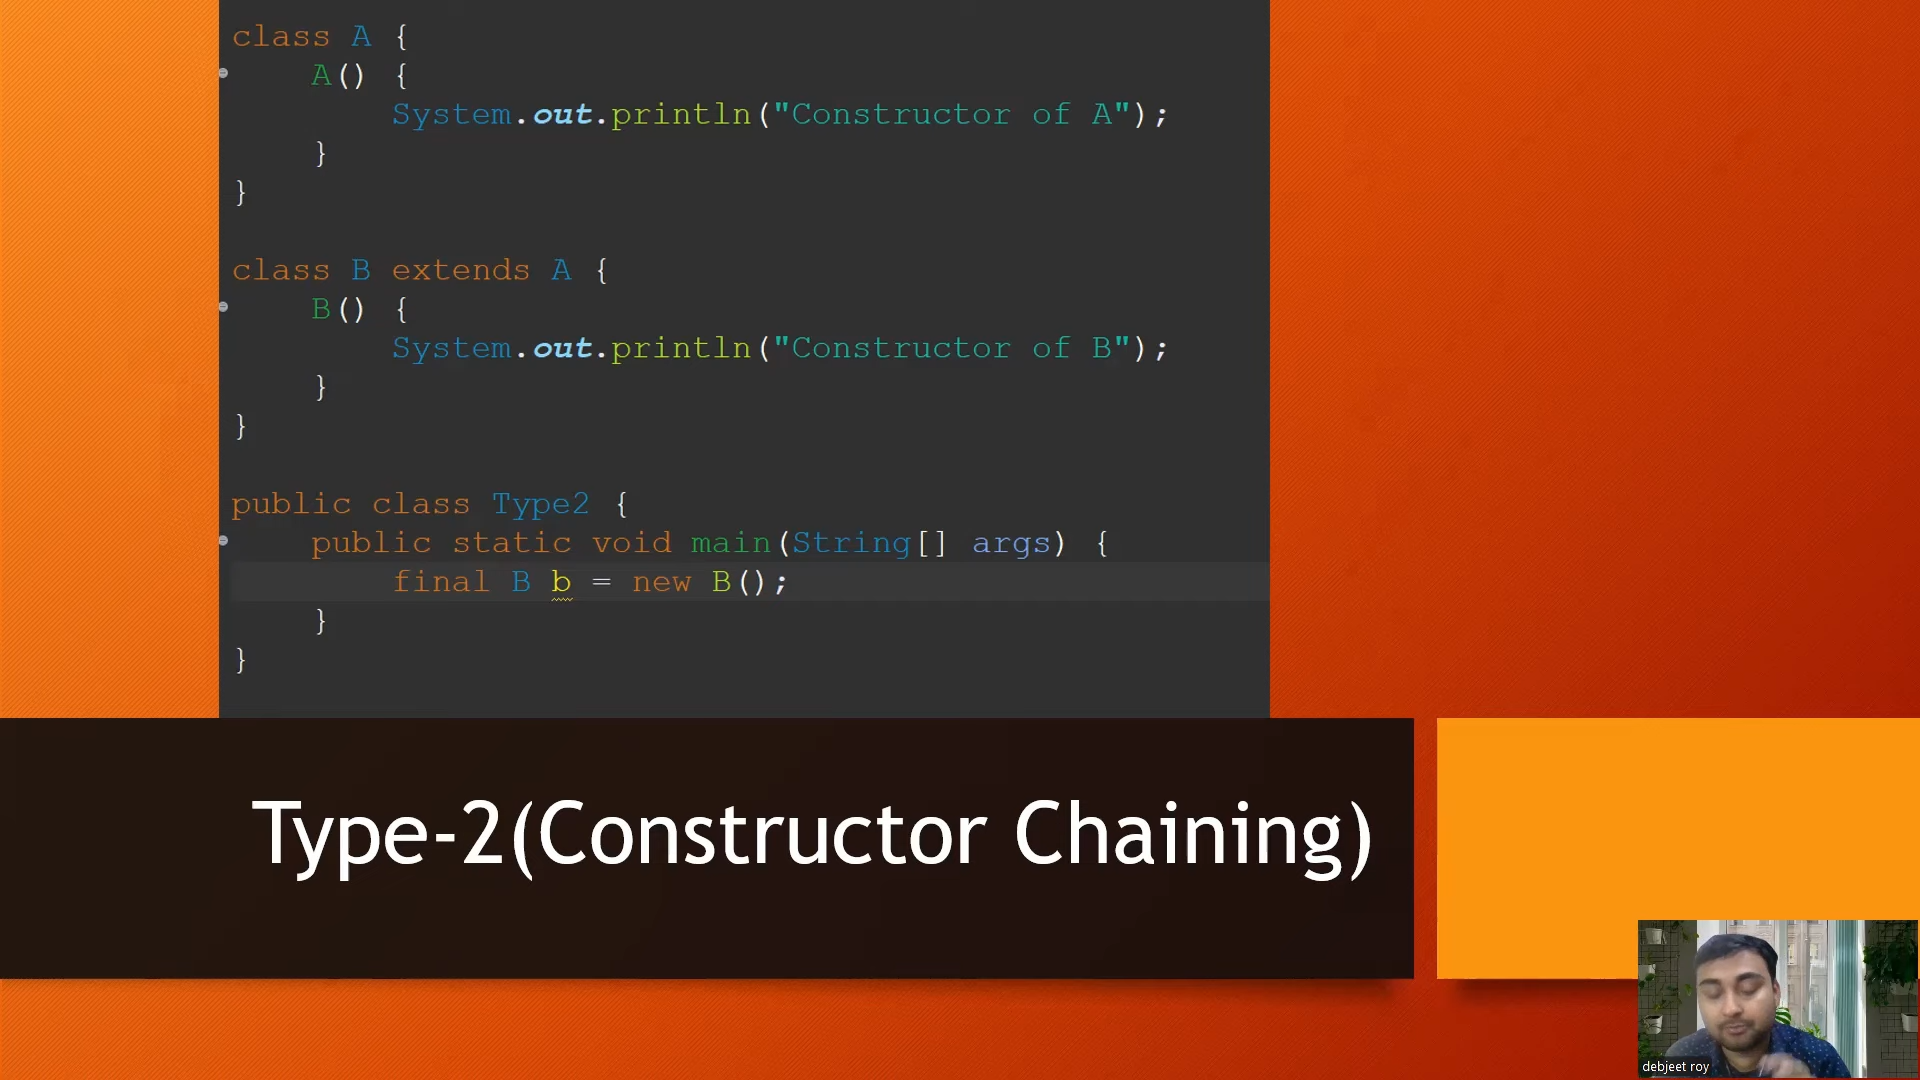 class A {
A() {
System.out.println("Constructor of A");
}
}
class B extends A {
B() {
System.out.println("Constructor of B");
}
}
public class Type2 {
public static void main(String[] args) {
final B b = new B();
}
}
Type-2(Constructor Chaining)
debjeet roy